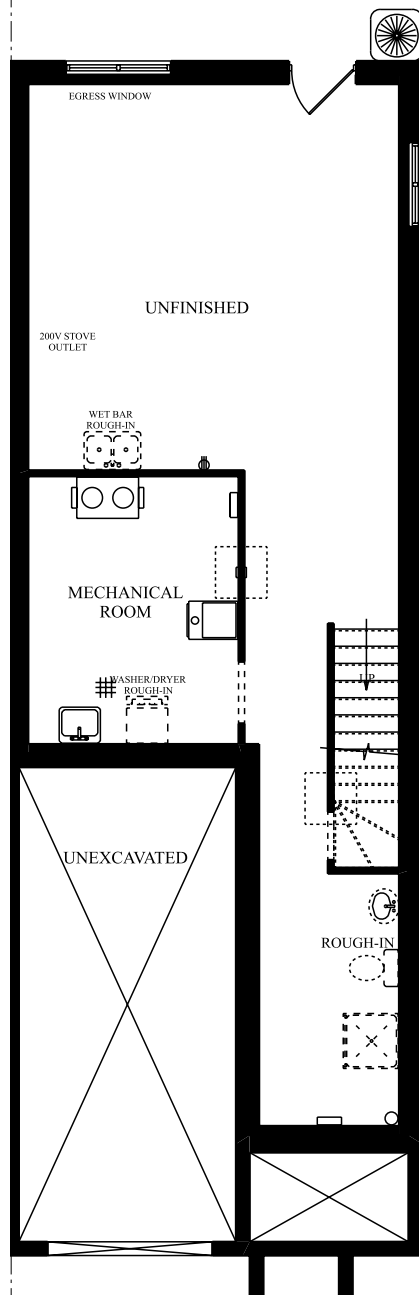 EGRESS WINDOW
UNFINISHED
200V STOVE
OUTLET
WET BAR
ROUGH-IN
MECHANICAL
ROOM
UP
WASHER/DRYER
ROUGH-IN
UNEXCAVATED
ROUGH-IN